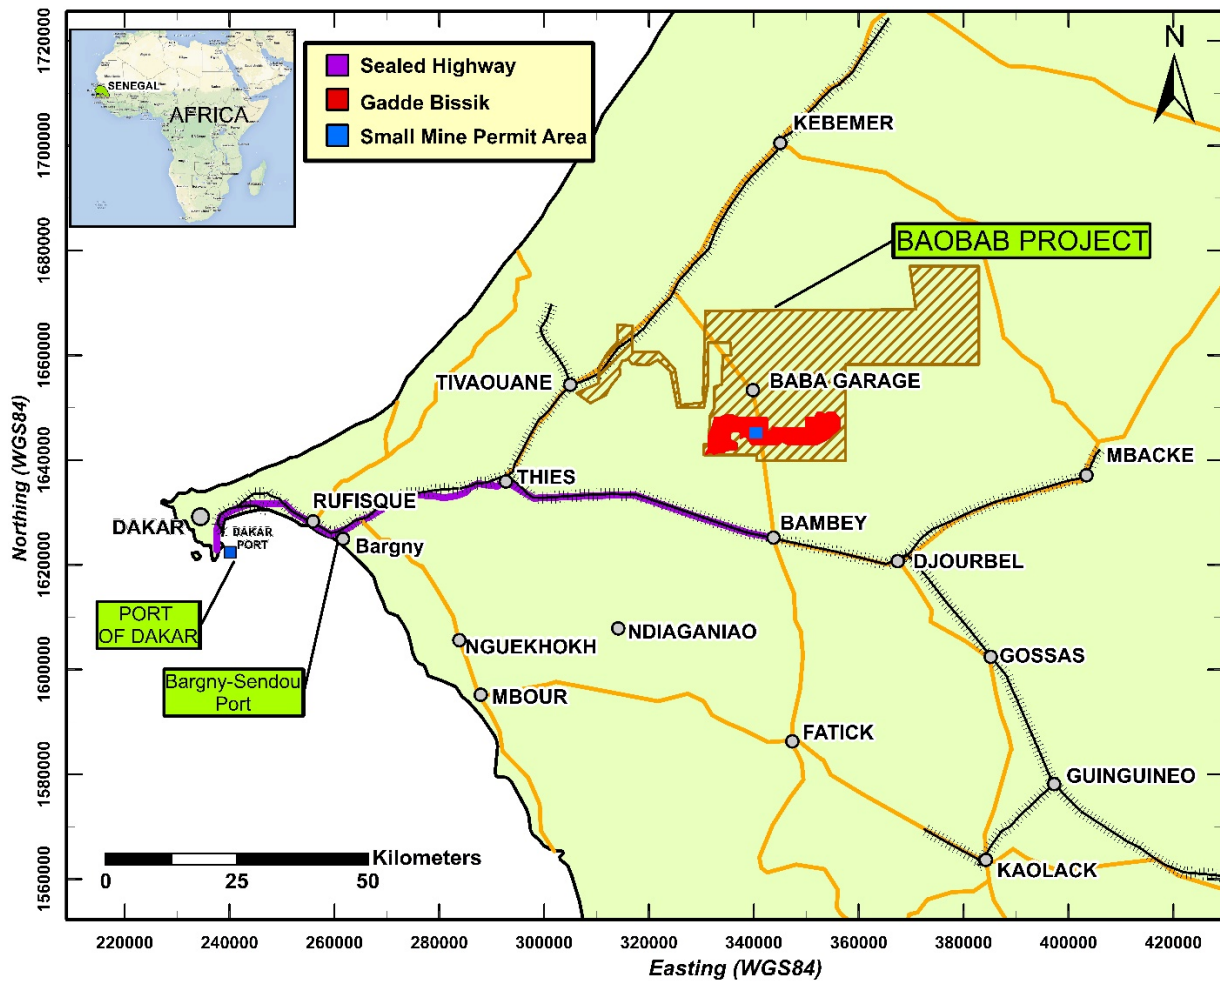 SENEGAL
AFRICA
Sealed Highway
Gadde Bissik
Small Mine Permit Area
N
KEBEMER
BAOBAB PROJECT
TIVAOUANE
BABA GARAGE
MBACKE
THIES
RUFISQUE
DAKAR
DAKAR
PORT
Bargny
BAMBEY
DJOURBEL
PORT
OF DAKAR
NDIAGANIAO
NGUEKHOKH
GOSSAS
Bargny-Sendou
Port
MBOUR
FATICK
GUINGUINEO
KAOLACK
Kilometers
0 25 50
1720000
1700000
1680000
1660000
1640000
1620000
1600000
1580000
1560000
Northing (WGS84)
220000 240000 260000 280000 300000 320000 340000 360000 380000 400000 420000
Easting (WGS84)